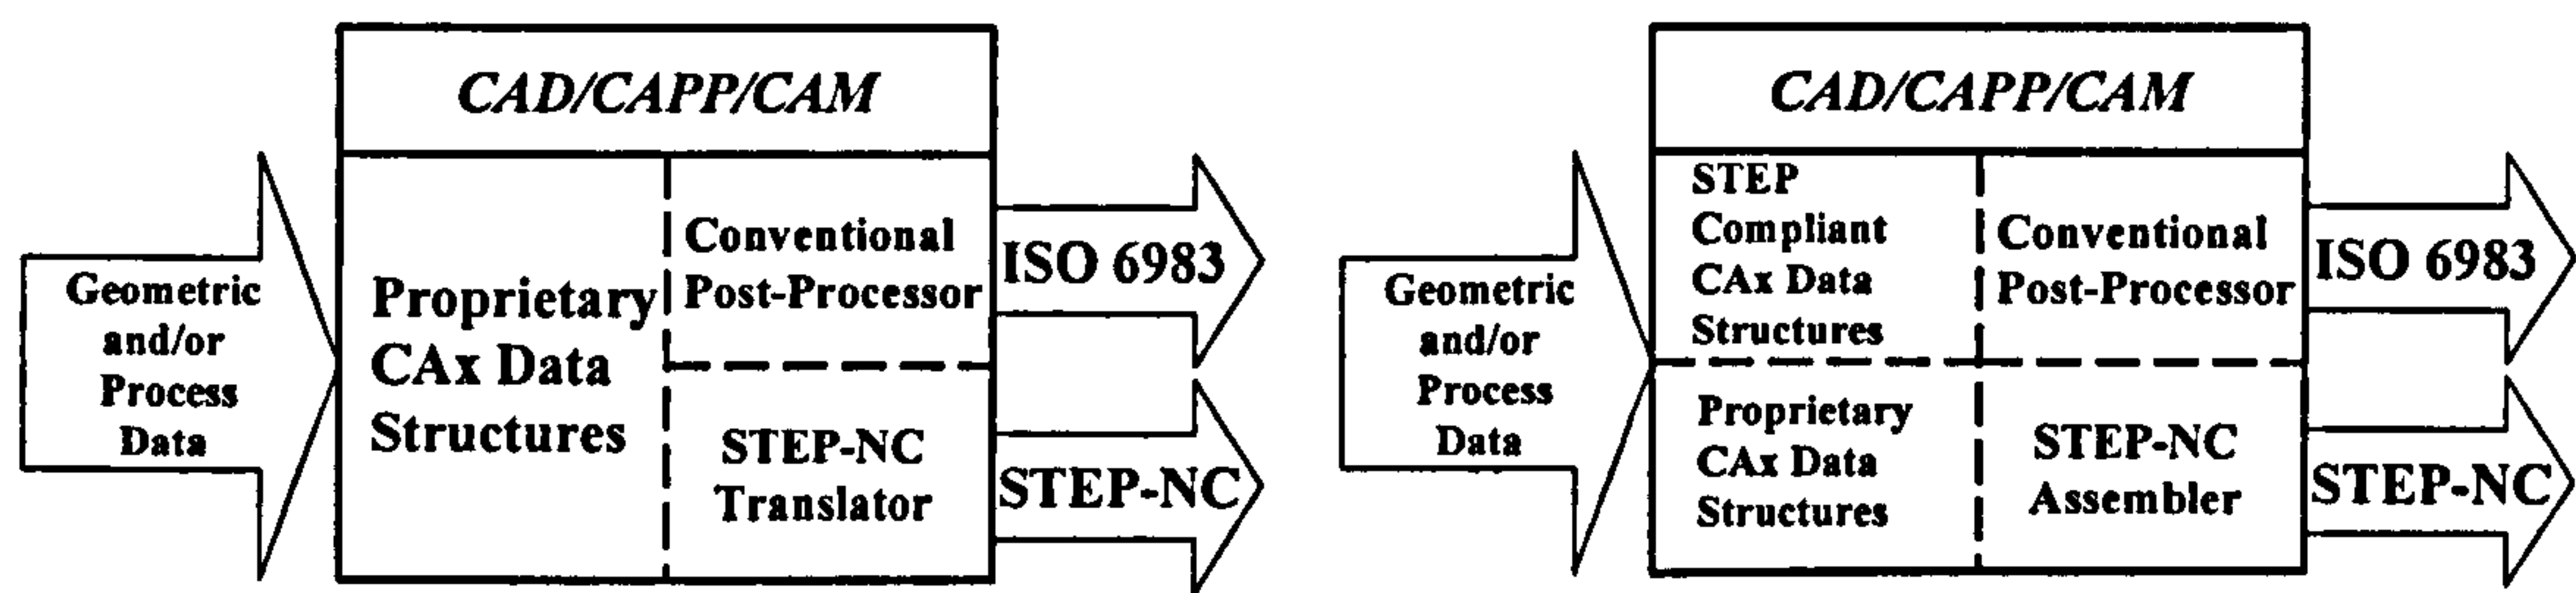 CAD/CAPP/CAM
Geometric
and/or
Process
Data
Proprietary
CAx Data
Structures
Conventional
Post-Processor
STEP-NC
Translator
ISO 6983
STEP-NC
CAD/CAPP/CAM
Geometric
and/or
Process
Data
STEP
Compliant
CAx Data
Structures
Proprietary
CAx Data
Structures
Conventional
Post-Processor
STEP-NC
Assembler
ISO 6983
STEP-NC